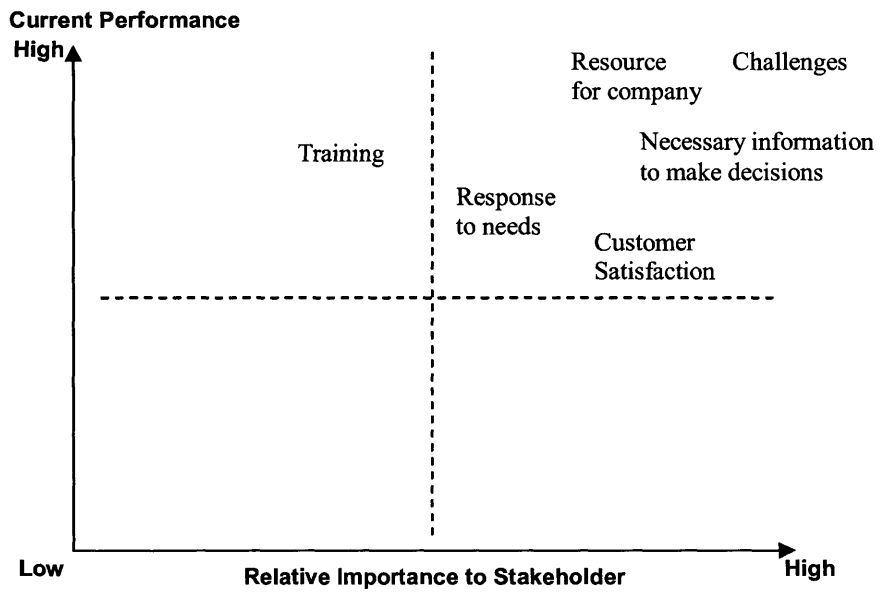 Current Performance
High
Resource
for company
Challenges
Necessary information
to make decisions
Training
Response
to needs
Customer
Satisfaction
Low
Relative Importance to Stakeholder
High